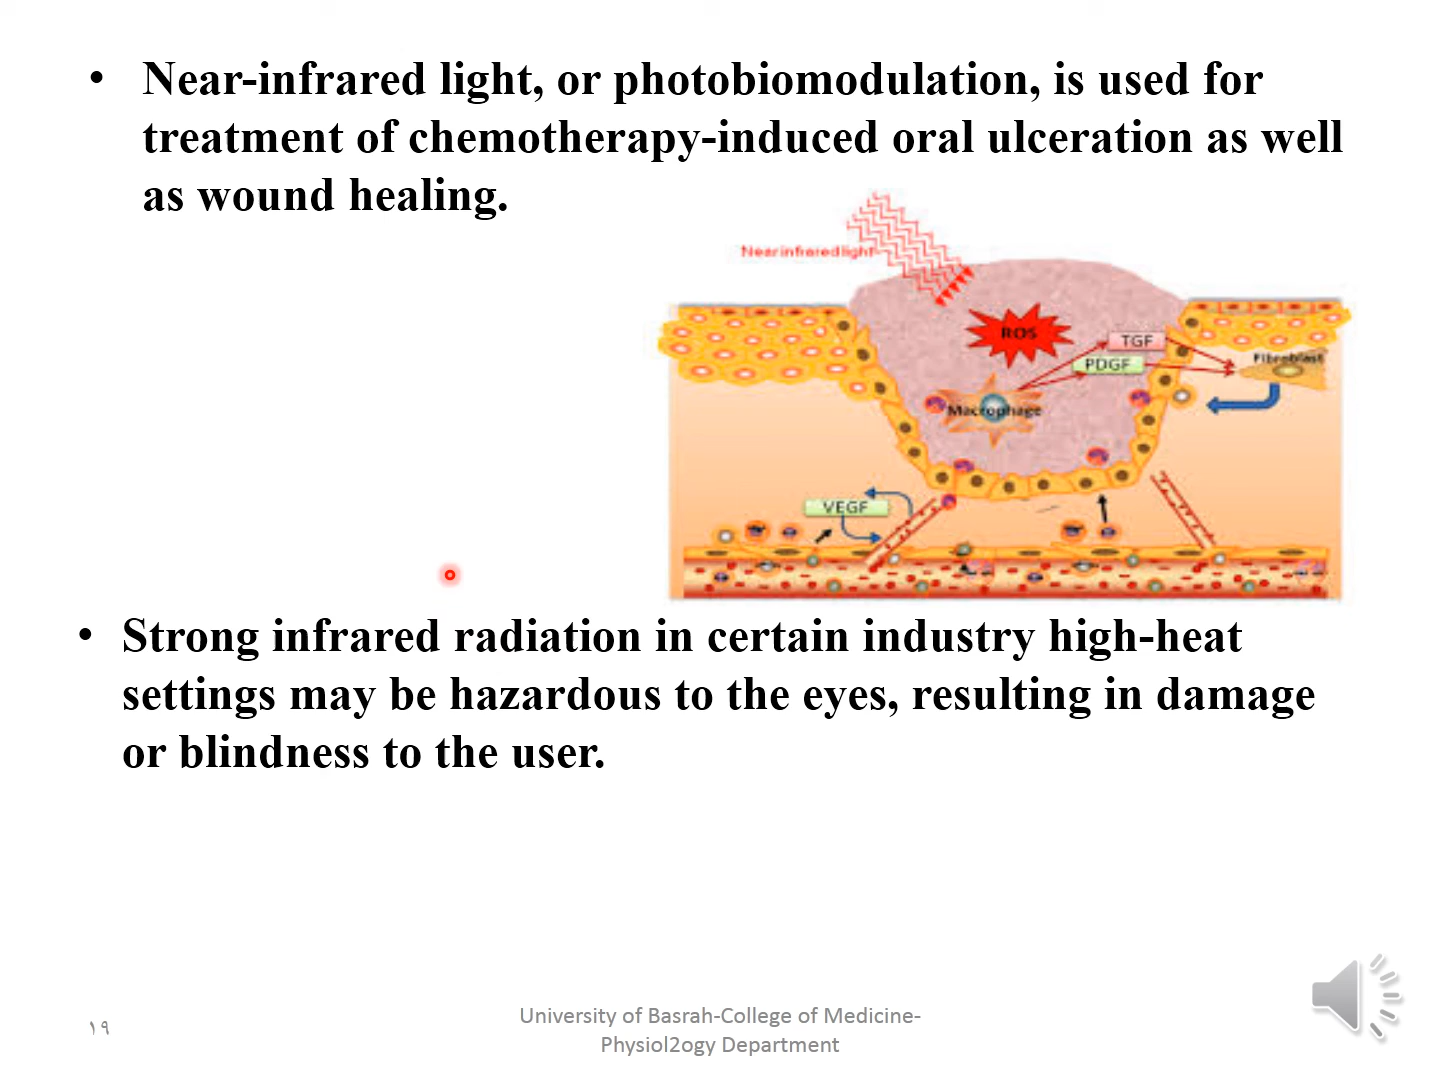 • Near-infrared light, or photobiomodulation, is used for
treatment of chemotherapy-induced oral ulceration as well
as wound healing.
Near infrared light
ROS
TGF
PDGF
Fibroblast
Macrophage
VEGF
• Strong infrared radiation in certain industry high-heat
settings may be hazardous to the eyes, resulting in damage
or blindness to the user.
١٩
University of Basrah-College of Medicine-
Physiol2ogy Department